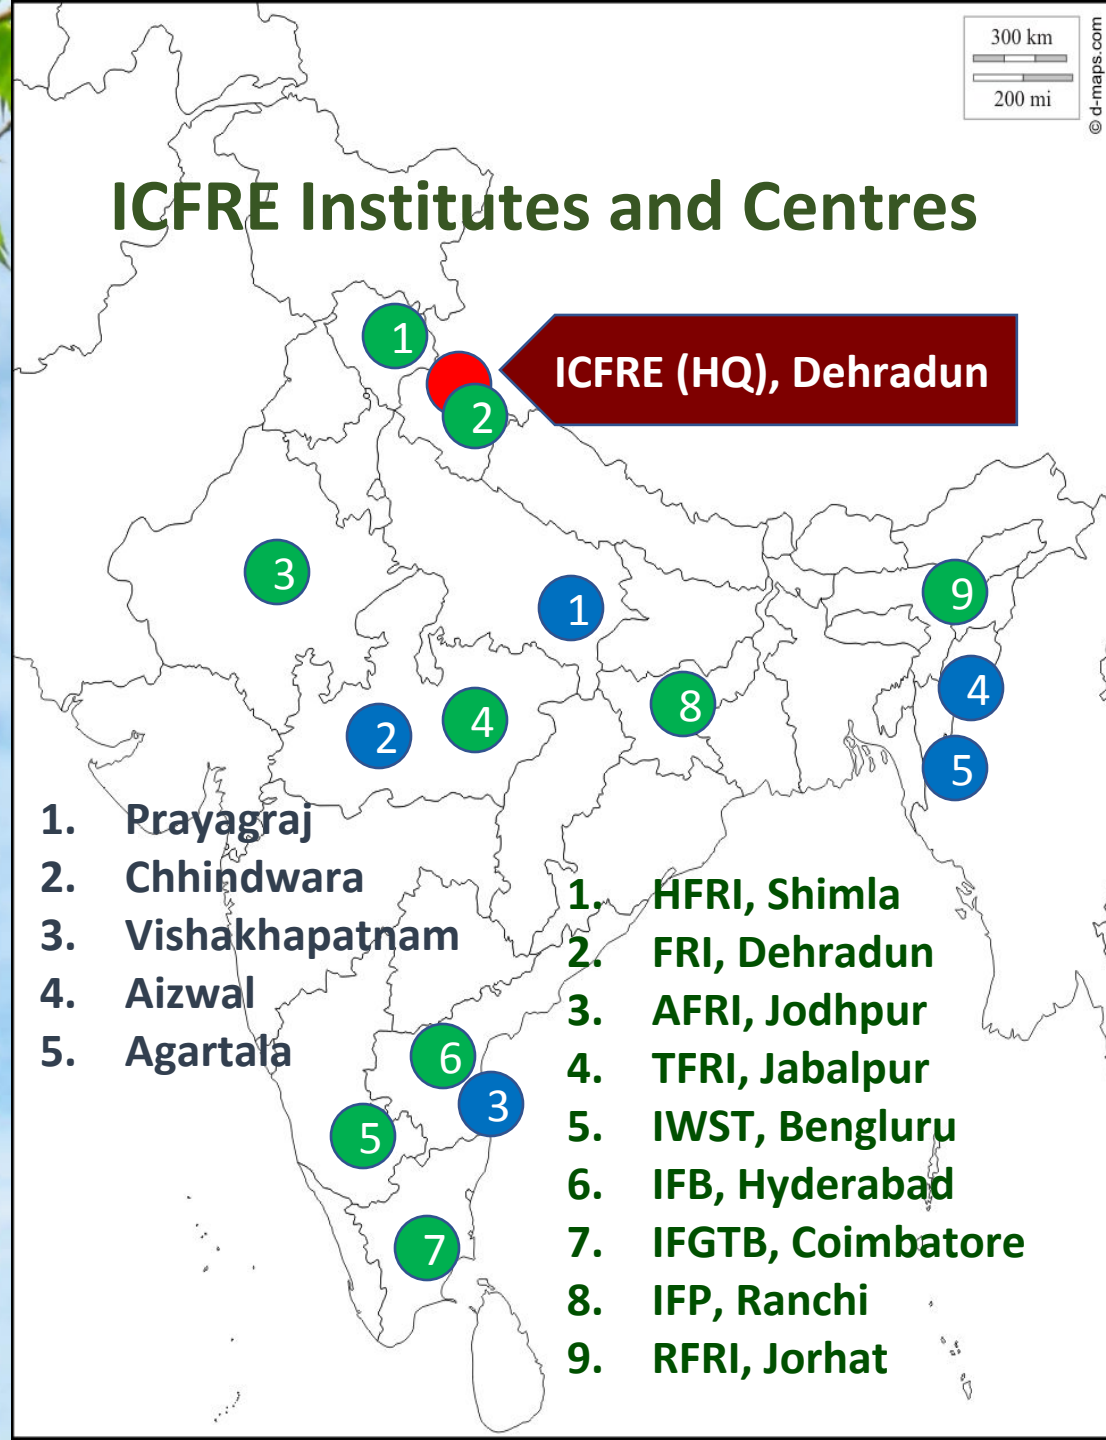 300 km
200 mi
© d-maps.com
ICFRE Institutes and Centres
1
ICFRE (HQ), Dehradun
2
3
1
9
4
8
4
2
5
1. Prayagraj
2. Chhindwara
3. Vishakhapatnam
4. Aizwal
5. Agartala
1. HFRI, Shimla
2. FRI, Dehradun
3. AFRI, Jodhpur
4. TFRI, Jabalpur
5. IWST, Bengluru
6. IFB, Hyderabad
7. IFGTB, Coimbatore
8. IFP, Ranchi
9. RFRI, Jorhat
6
3
5
7